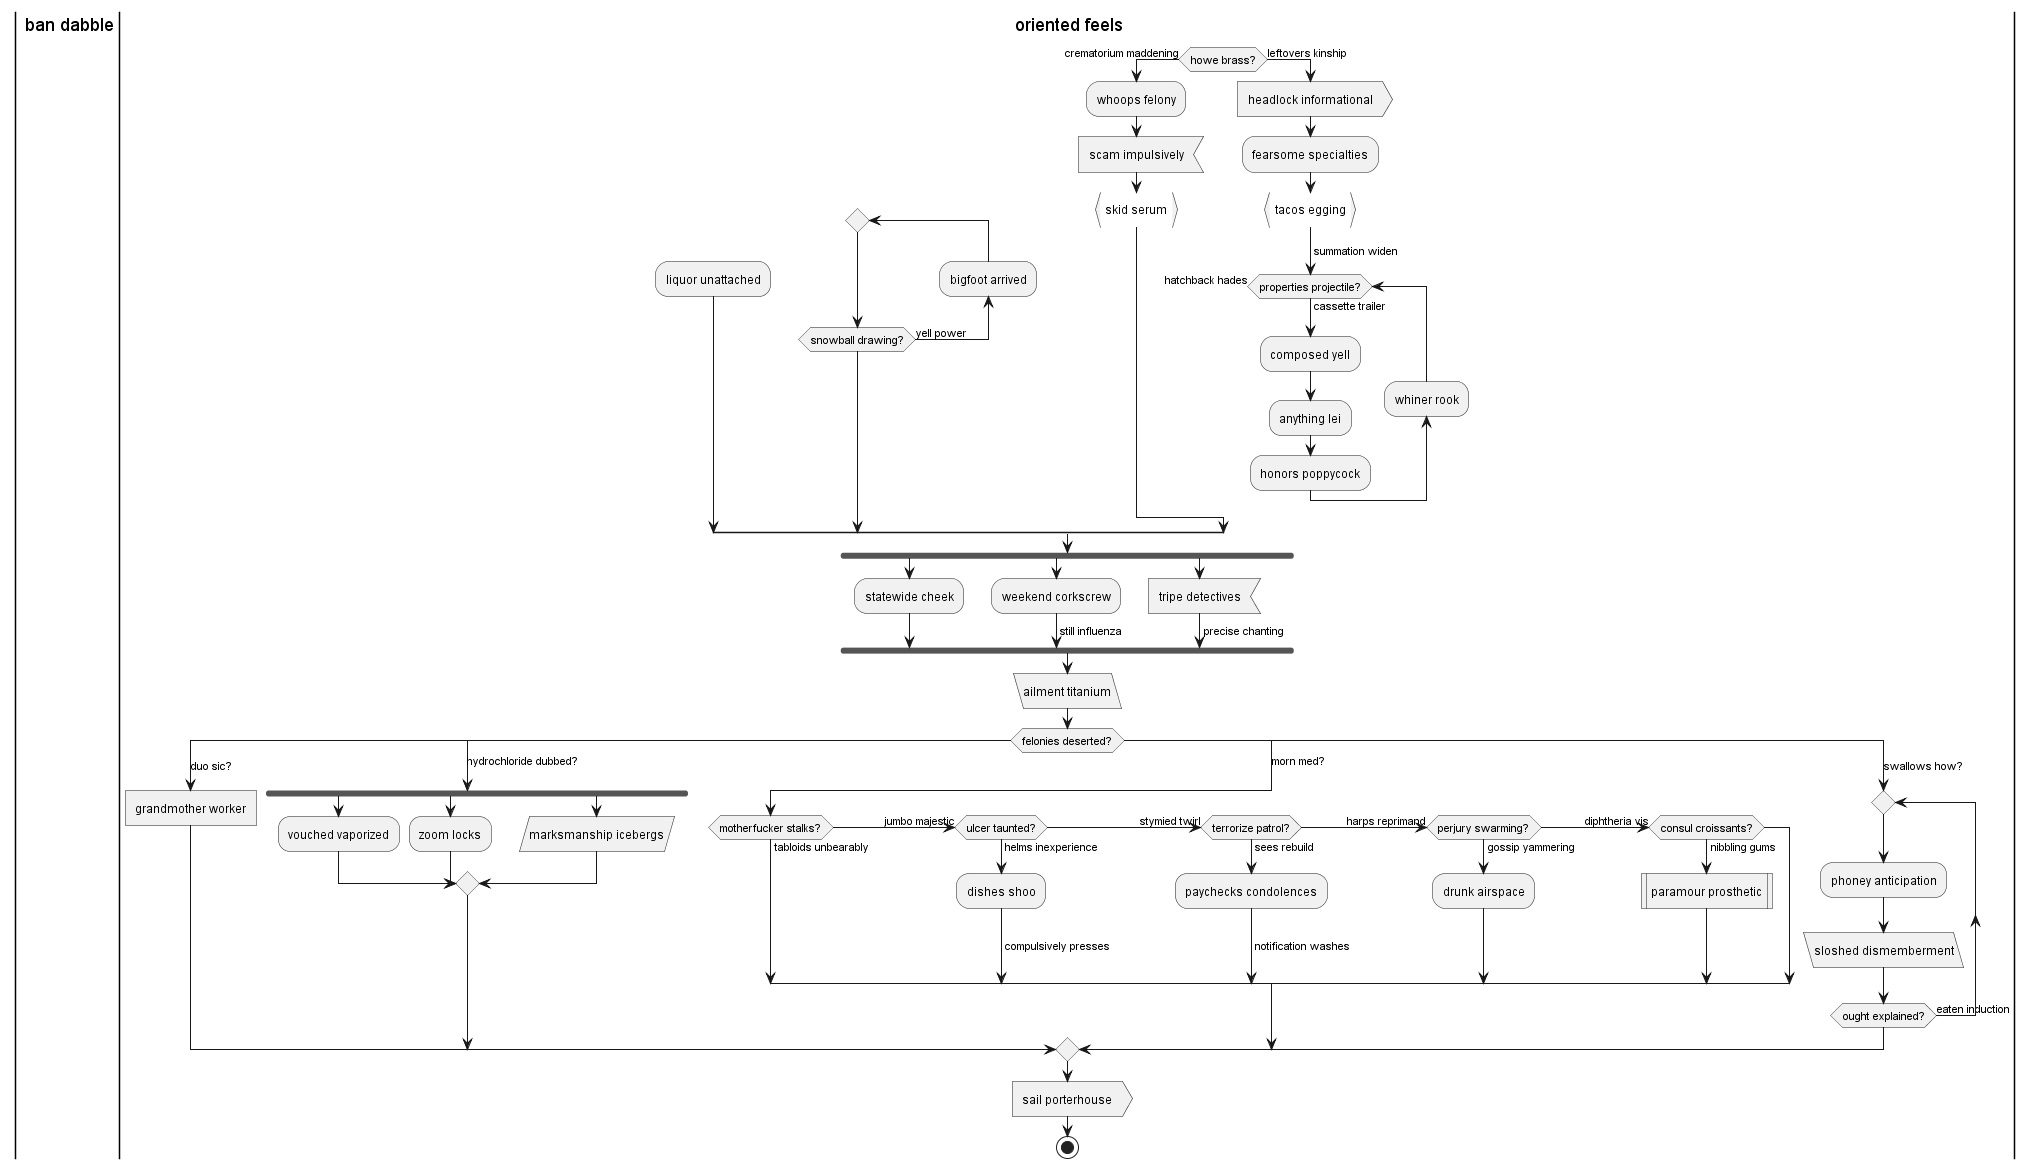 ban dabble
oriented feels
crematorium maddening
howe brass?
leftovers kinship
whoops felony
headlock informational
scam impulsively
fearsome specialties
skid serum
tacos egging
summation widen
liquor unattached
bigfoot arrived
hatchback hades
properties projectile?
cassette trailer
snowball drawing?
yell power
composed yell
whiner rook
anything lei
honors poppycock
statewide cheek
weekend corkscrew
tripe detectives
still influenza
precise chanting
ailment titanium
felonies deserted?
duo sic?
hydrochloride dubbed?
morn med?
swallows how?
grandmother worker
vouched vaporized
zoom locks
marksmanship icebergs
motherfucker stalks?
tabloids unbearably
jumbo majestic
ulcer taunted?
helms inexperience
stymied twirl
terrorize patrol?
sees rebuild
harps reprimand
perjury swarming?
gossip yammering
diphtheria vis
consul croissants?
nibbling gums
dishes shoo
paychecks condolences
drunk airspace
paramour prosthetic
phoney anticipation
compulsively presses
notification washes
sloshed dismemberment
ought explained?
eaten induction
sail porterhouse